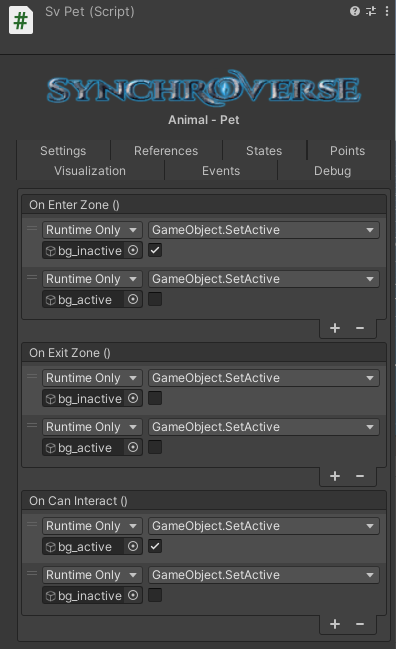 # Sv Pet (Script)
SYNCHROVERSE
Animal - Pet
Settings References States Points
Visualization Events Debug
On Enter Zone ()
Runtime Only GameObject.SetActive
bg_inactive
Runtime Only GameObject.SetActive
bg_active
+ −
On Exit Zone ()
Runtime Only GameObject.SetActive
bg_inactive
Runtime Only GameObject.SetActive
bg_active
+ −
On Can Interact ()
Runtime Only GameObject.SetActive
bg_active
Runtime Only GameObject.SetActive
bg_inactive
+ −